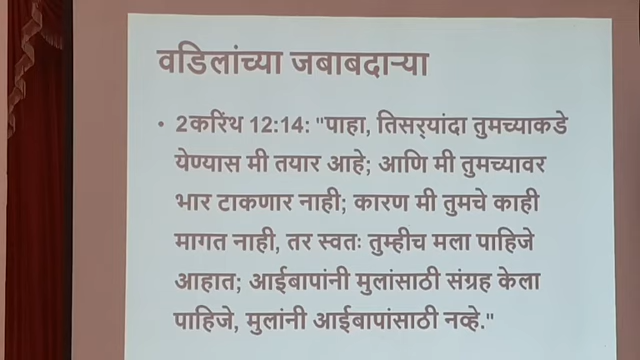 वडिलांच्या जबाबदाऱ्या
• 2करिंथ 12:14: "पाहा, तिसर्‍यांदा तुमच्याकडे
येण्यास मी तयार आहे; आणि मी तुमच्यावर
भार टाकणार नाही; कारण मी तुमचे काही
मागत नाही, तर स्वतः तुम्हीच मला पाहिजे
आहात; आईबापांनी मुलांसाठी संग्रह केला
पाहिजे, मुलांनी आईबापांसाठी नव्हे."